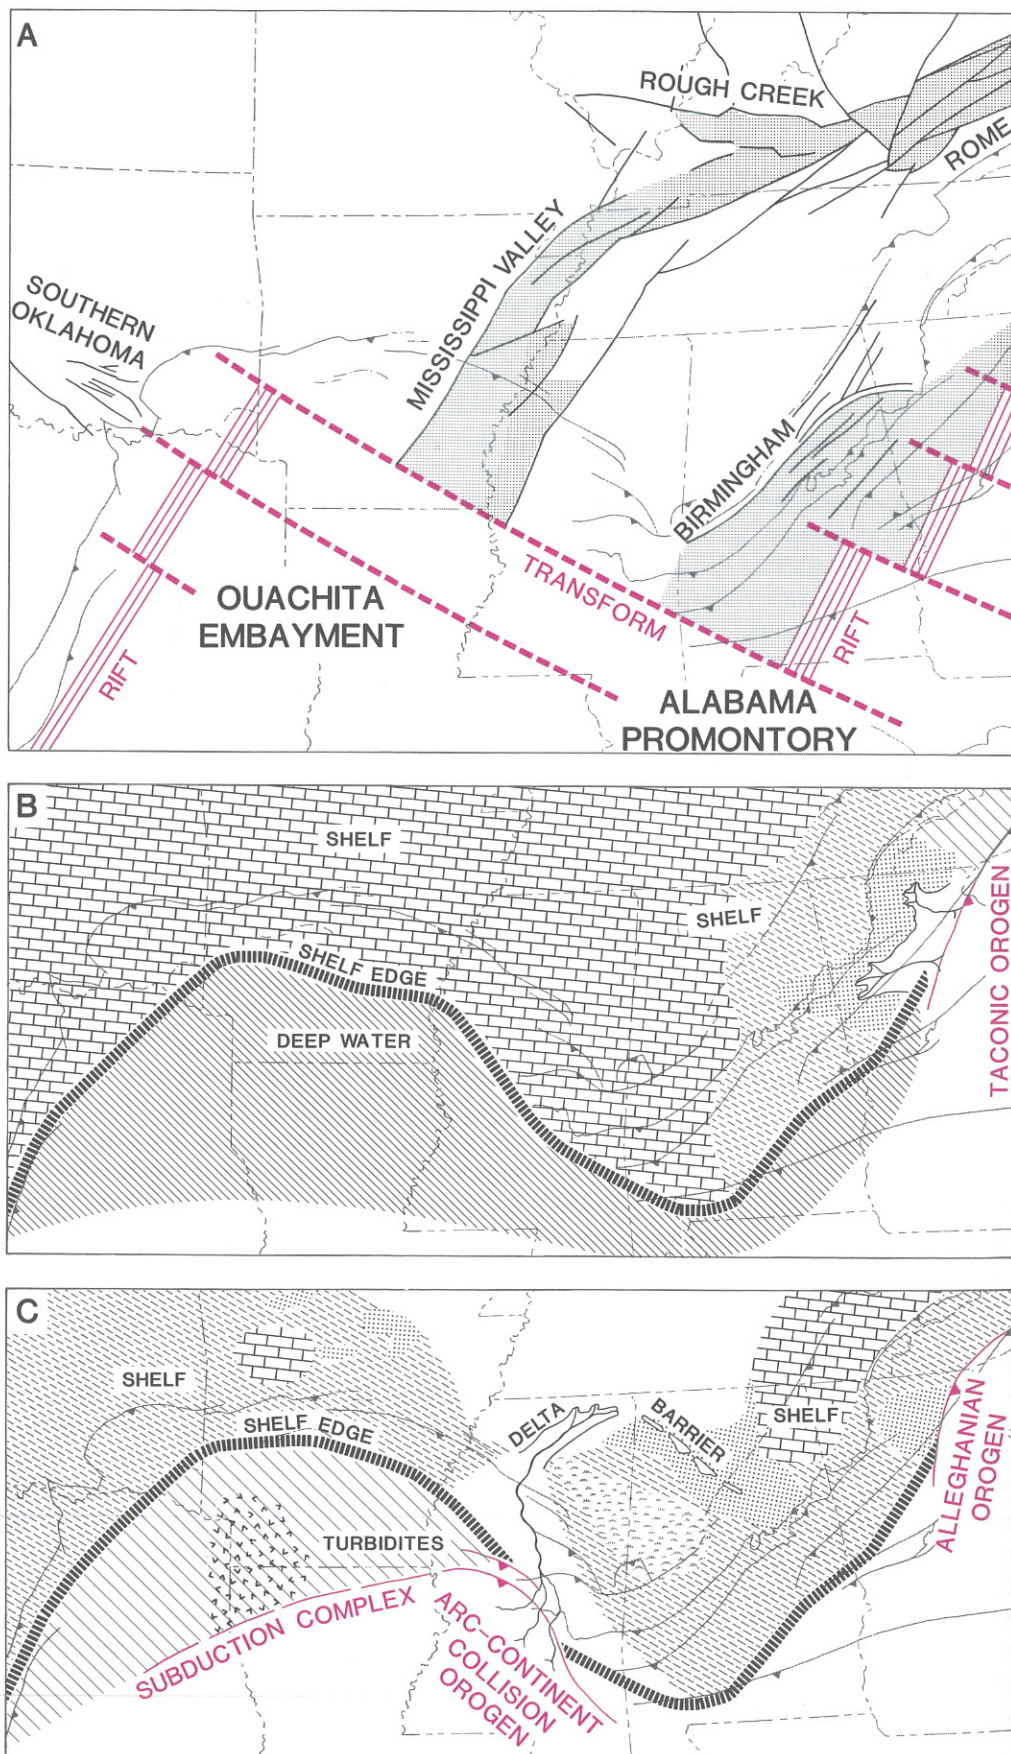 A
ROUGH CREEK
ROME
MISSISSIPPI VALLEY
SOUTHERN
OKLAHOMA
BIRMINGHAM
TRANSFORM
OUACHITA
EMBAYMENT
RIFT
RIFT
ALABAMA
PROMONTORY
B
SHELF
SHELF
SHELF EDGE
DEEP WATER
TACONIC OROGEN
C
SHELF
SHELF EDGE
DELTA
BARRIER
SHELF
TURBIDITES
SUBDUCTION COMPLEX
ARC-CONTINENT
COLLISION
OROGEN
ALLEGHANIAN
OROGEN